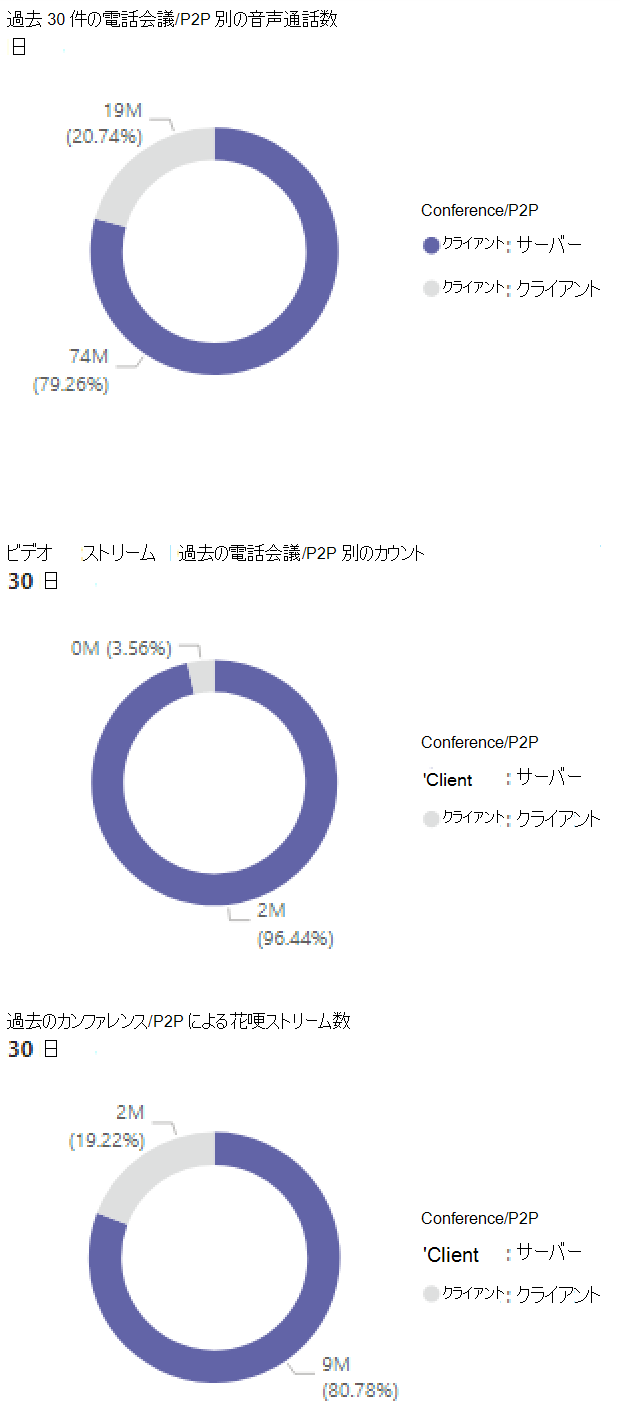 過去 30 件の電話会議/P2P 別の音声通話数
日
19M
(20.74%)
Conference/P2P
クライアント: サーバー
クライアント: クライアント
74M
(79.26%)
ビデオ ストリーム 過去の電話会議/P2P 別のカウント
30 日
0M (3.56%)
Conference/P2P
'Client : サーバー
クライアント: クライアント
2M
(96.44%)
過去のカンファレンス/P2P による花哽ストリーム数
30 日
2M
(19.22%)
Conference/P2P
'Client : サーバー
クライアント: クライアント
9M
(80.78%)